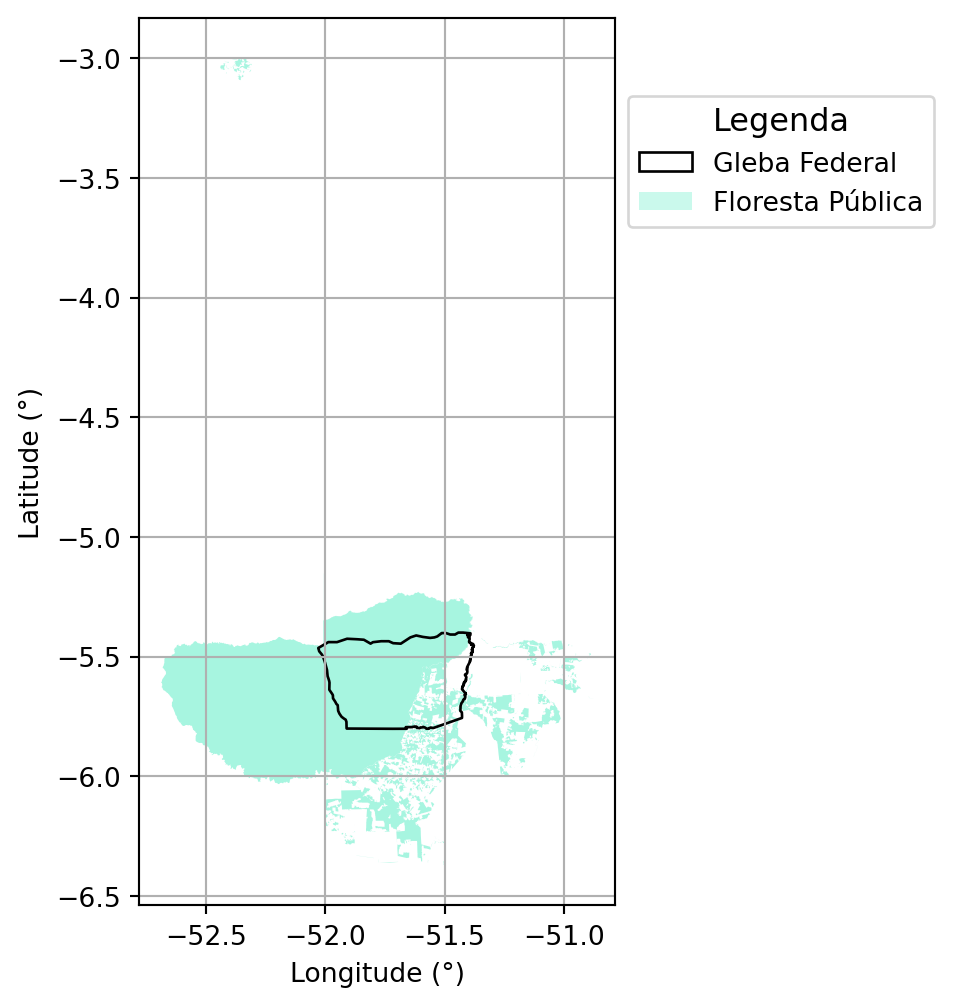 −3.0
−3.5
−4.0
−4.5
−5.0
−5.5
−6.0
−6.5
Latitude (°)
−52.5 −52.0 −51.5 −51.0
Longitude (°)
Legenda
Gleba Federal
Floresta Pública